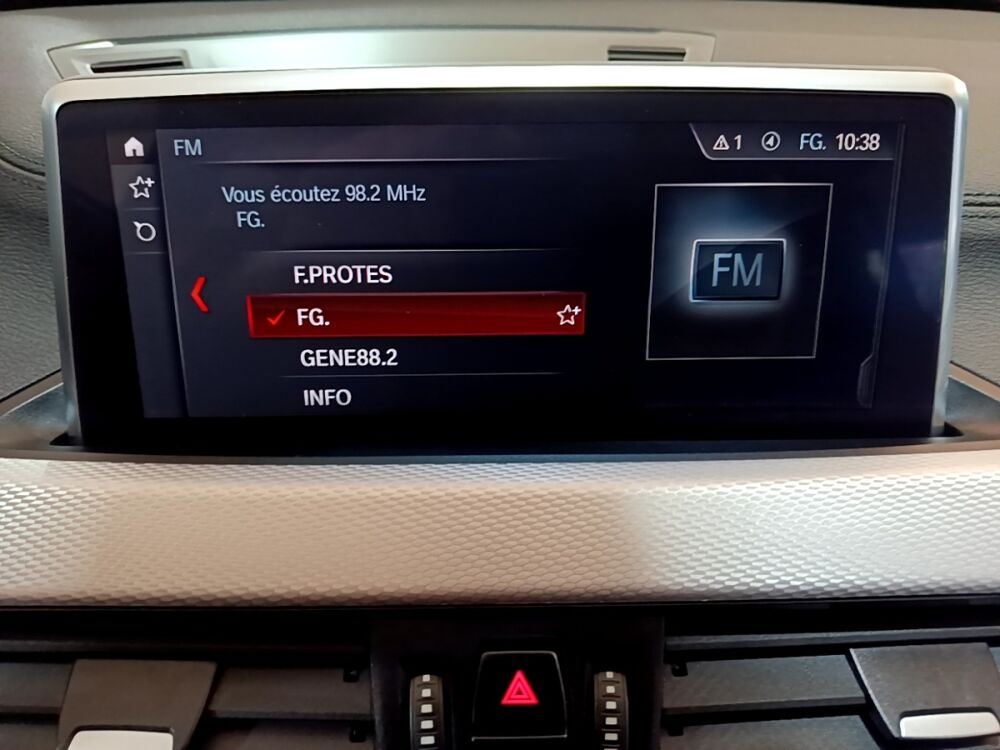 FM
1 FG. 10:38
Vous écoutez 98.2 MHz
FG.
F.PROTES
FG.
GENE88.2
INFO
FM